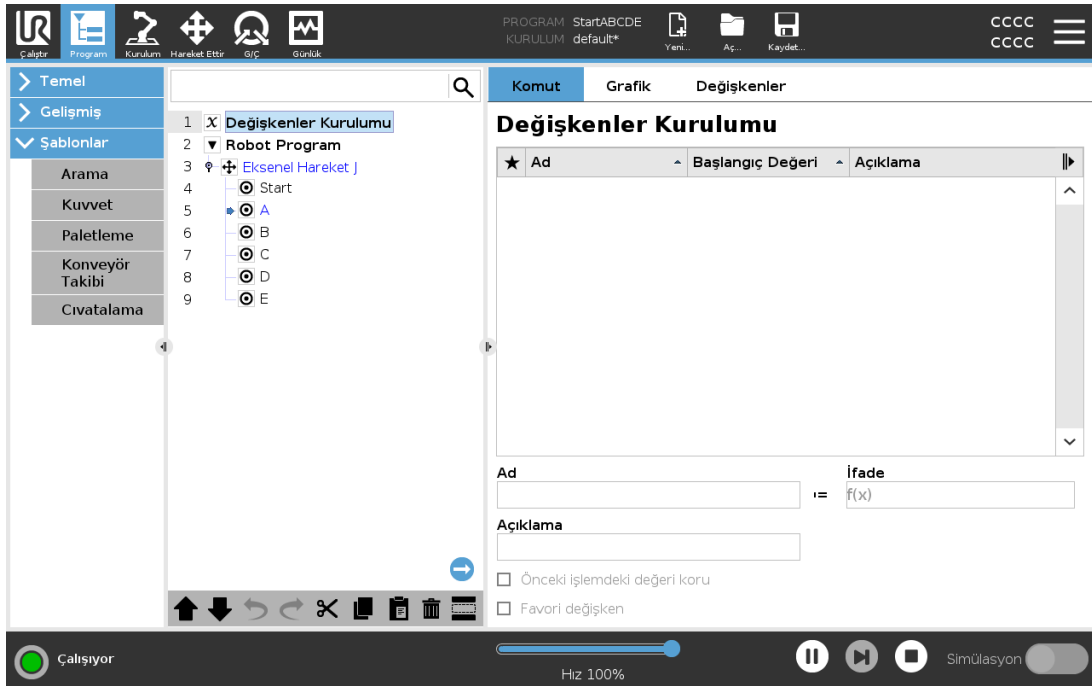 UR
PROGRAM StartABCDE
KURULUM default*
CCCC
CCCC
Çalıştır
Program
Kurulum
Hareket Ettir
G/Ç
Günlük
Yeni...
Aç...
Kaydet...
Temel
Gelişmiş
Şablonlar
Arama
Kuvvet
Paletleme
Konveyör
Takibi
Cıvatalama
1 x Değişkenler Kurulumu
2 Robot Program
3 Eksenel Hareket J
4 Start
5 A
6 B
7 C
8 D
9 E
Komut
Grafik
Değişkenler
Değişkenler Kurulumu
Ad
Başlangıç Değeri
Açıklama
Ad
İfade
:=
f(x)
Açıklama
Önceki işlemdeki değeri koru
Favori değişken
Çalışıyor
Hız 100%
Simülasyon